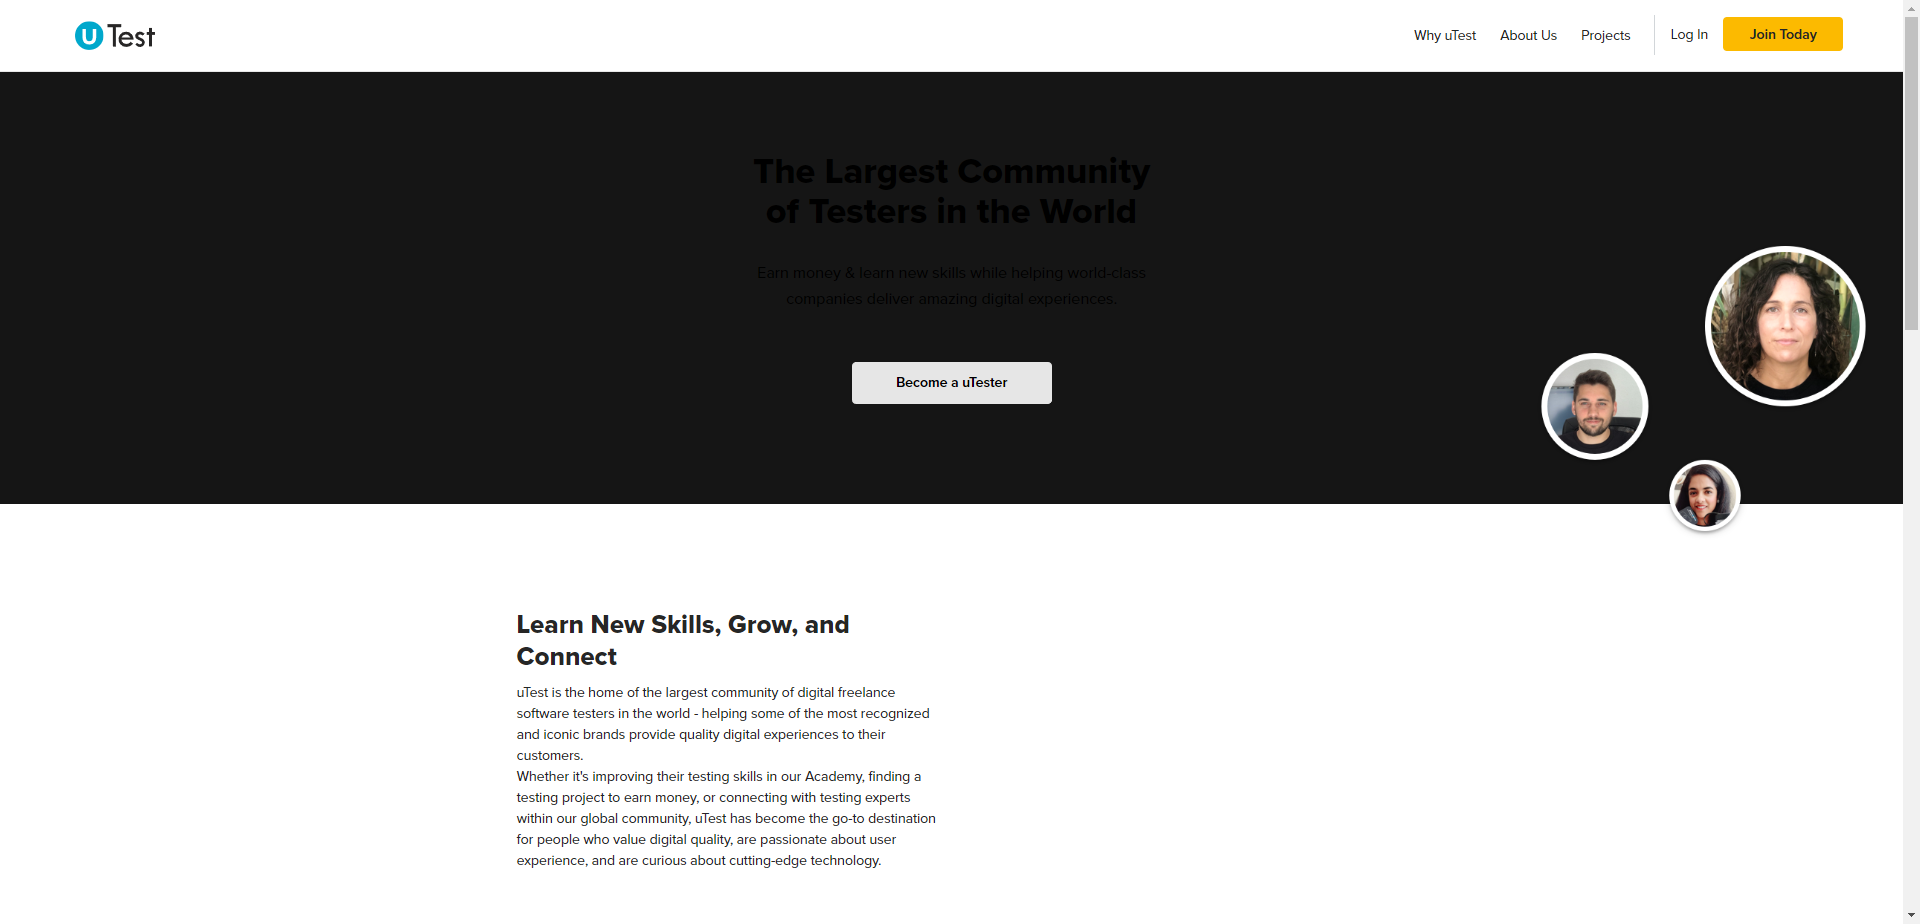 uTest
Why uTest
About Us
Projects
Log In
Join Today
The Largest Community
of Testers in the World
Earn money & learn new skills while helping world-class
companies deliver amazing digital experiences.
Become a uTester
Learn New Skills, Grow, and
Connect
uTest is the home of the largest community of digital freelance
software testers in the world - helping some of the most recognized
and iconic brands provide quality digital experiences to their
customers.
Whether it's improving their testing skills in our Academy, finding a
testing project to earn money, or connecting with testing experts
within our global community, uTest has become the go-to destination
for people who value digital quality, are passionate about user
experience, and are curious about cutting-edge technology.